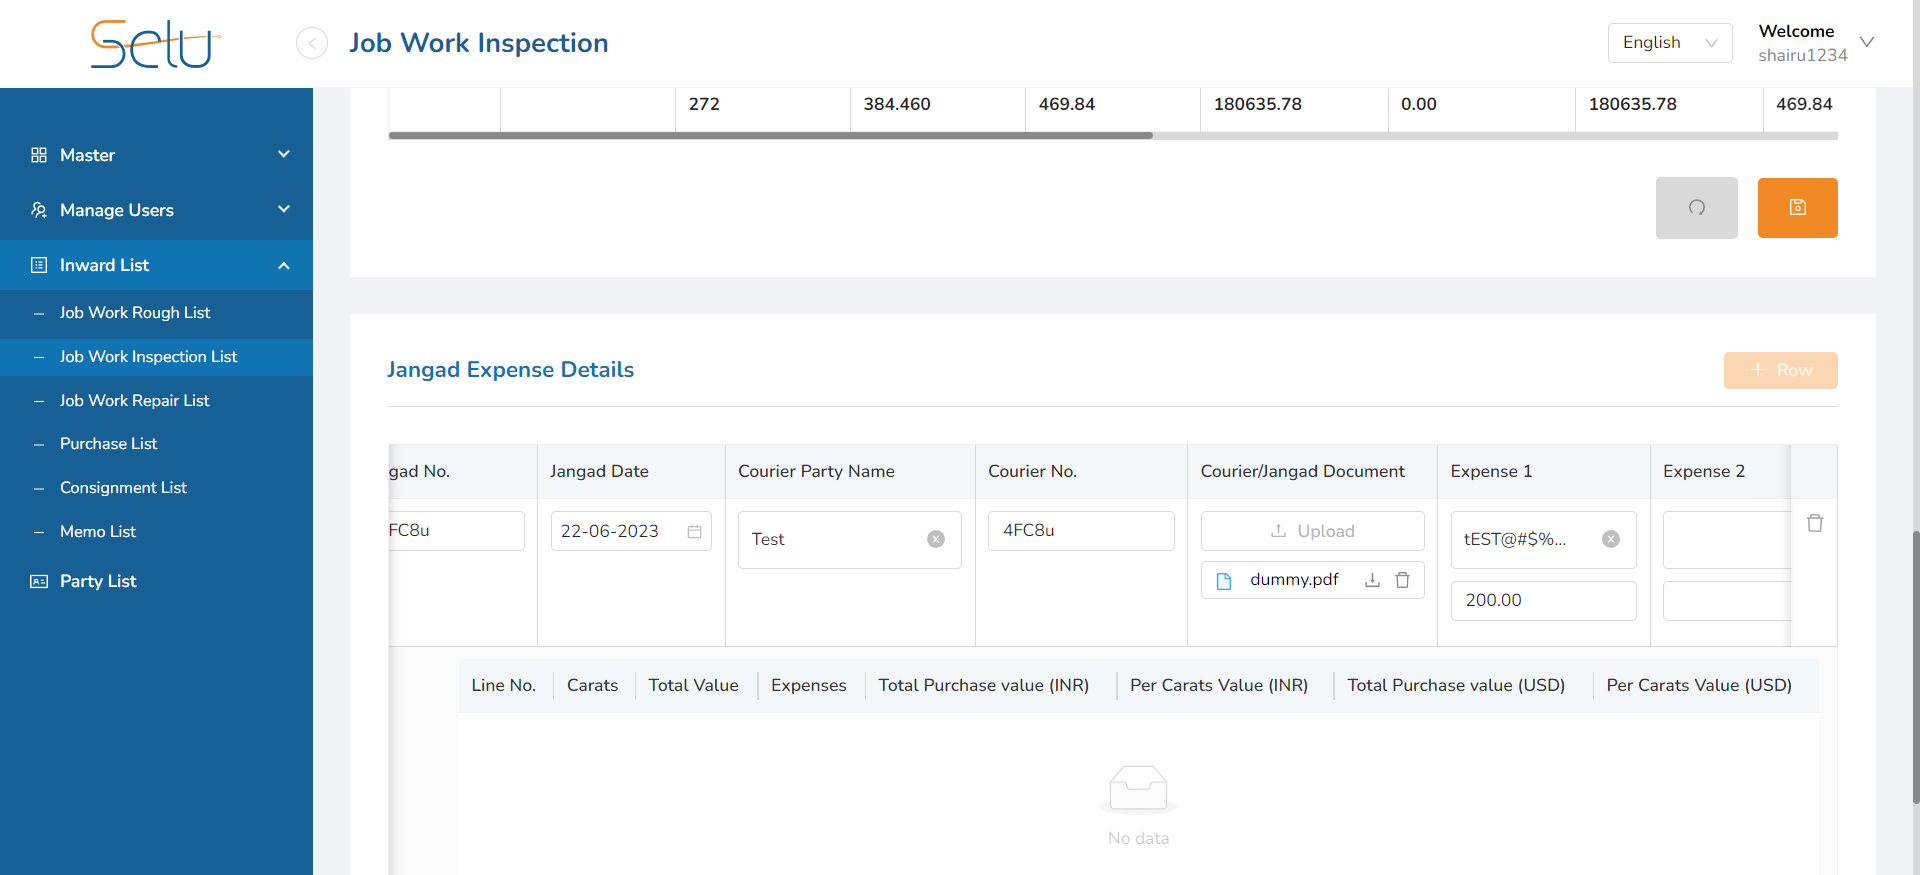 Selu
Job Work Inspection
English
Welcome
shairu1234
Master
Manage Users
Inward List
Job Work Rough List
Job Work Inspection List
Job Work Repair List
Purchase List
Consignment List
Memo List
Party List
272 384.460 469.84 180635.78 0.00 180635.78 469.84
Jangad Expense Details
+ Row
gad No. Jangad Date Courier Party Name Courier No. Courier/Jangad Document Expense 1 Expense 2
FC8u 22-06-2023 Test 4FC8u Upload tEST@#$%...
dummy.pdf 200.00
Line No. Carats Total Value Expenses Total Purchase value (INR) Per Carats Value (INR) Total Purchase value (USD) Per Carats Value (USD)
No data